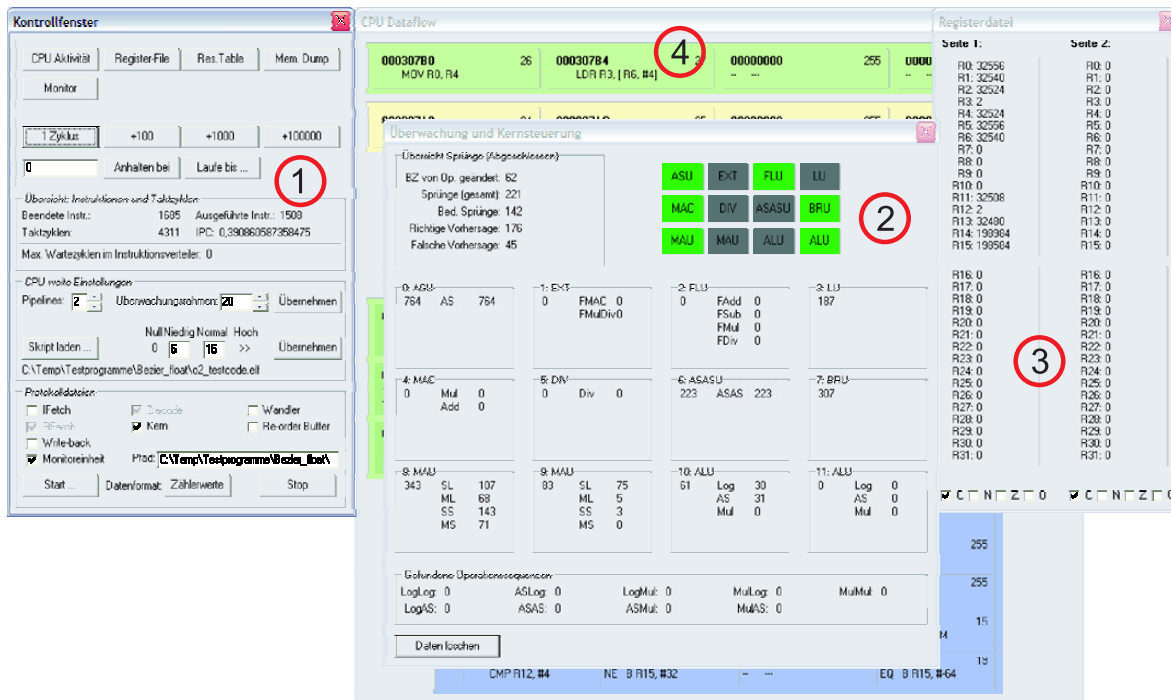 Kontrollfenster
CPU Aktivität Register-File Res.Table Mem. Dump
Monitor
1 Zyklus +100 +1000 +100000
0 Anhalten bei Laufe bis ...
1
Übersicht: Instruktionen und Taktzyklen
Beendete Instr.: 1685 Ausgeführte Instr.: 1508
Taktzyklen: 4311 IPC: 0,390860587358475
Max. Wartezyklen im Instruktionsverteiler: 0
CPU weite Einstellungen
Pipelines: 2 Überwachungsrahmen: 20 Übernehmen
Null Niedrig Normal Hoch
Skript laden ... 0 6 16 >> Übernehmen
C:\Temp\Testprogramme\Bezier_float\o2_testcode.elf
Protokolldateien
IFetch Decode Wandler
Kern Re-order Buffer
Write-back
Monitoreinheit Pfad: C:\Temp\Testprogramme\Bezier_float\
Start ... Datenformat: Zählerwerte Stop
CPU Dataflow
000307B0 26 000307B4 00000000 255
MOV R0, R4 LDR R3, [ R6, #4] -- ---
4
Überwachung und Kernsteuerung
Übersicht Sprünge (Abgeschlossen)
BZ von Op. geändert: 62
Sprünge (gesamt): 221
Bed. Sprünge: 142
Richtige Vorhersage: 176
Falsche Vorhersage: 45
ASU EXT FLU LU
MAC DIV ASASU BRU
MAU MAU ALU ALU
2
0: ASU 1: EXT 2: FLU 3: LU
764 AS 764 0 FMAC 0 0 FAdd 0 187
FMulDiv0 FSub 0
FMul 0
FDiv 0
4: MAC 5: DIV 6: ASASU 7: BRU
0 Mul 0 0 Div 0 223 ASAS 223 307
Add 0
8: MAU 9: MAU 10: ALU 11: ALU
343 SL 107 83 SL 75 61 Log 30 0 Log 0
ML 68 ML 5 AS 31 AS 0
SS 143 SS 3 Mul 0 Mul 0
MS 71 MS 0
Gefundene Operationssequenzen
LogLog: 0 ASLog: 0 LogMul: 0 MulLog: 0 MulMul: 0
LogAS: 0 ASAS: 0 ASMul: 0 MulAS: 0
Daten löschen
CMP R12, #4 NE B R15, #32 -- --- EQ B R15, #-64
255
255
15
19
Registerdatei
Seite 1: Seite 2:
R0: 32556 R0: 0
R1: 32540 R1: 0
R2: 32524 R2: 0
R3: 2 R3: 0
R4: 32524 R4: 0
R5: 32556 R5: 0
R6: 32540 R6: 0
R7: 0 R7: 0
R8: 0 R8: 0
R9: 0 R9: 0
R10: 0 R10: 0
R11: 32508 R11: 0
R12: 2 R12: 0
R13: 32480 R13: 0
R14: 198984 R14: 0
R15: 198584 R15: 0
R16: 0 R16: 0
R17: 0 R17: 0
R18: 0 R18: 0
R19: 0 R19: 0
R20: 0 R20: 0
R21: 0 R21: 0
R22: 0 R22: 0
R23: 0 R23: 0
R24: 0 R24: 0
R25: 0 R25: 0
R26: 0 R26: 0
R27: 0 R27: 0
R28: 0 R28: 0
R29: 0 R29: 0
R30: 0 R30: 0
R31: 0 R31: 0
3
C N Z O C N Z O